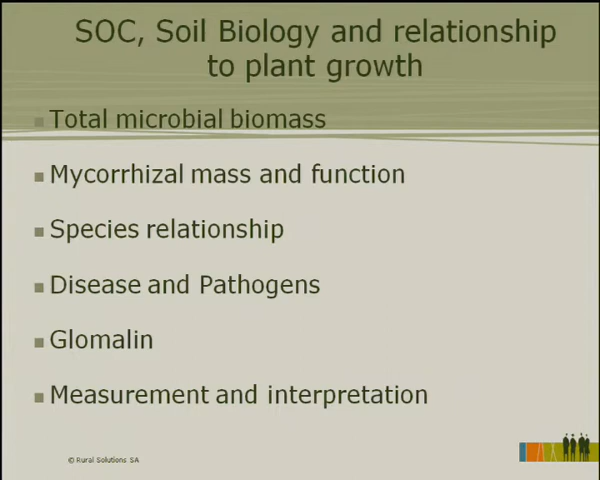 SOC, Soil Biology and relationship
to plant growth
Total microbial biomass
Mycorrhizal mass and function
Species relationship
Disease and Pathogens
Glomalin
Measurement and interpretation
© Rural Solutions SA